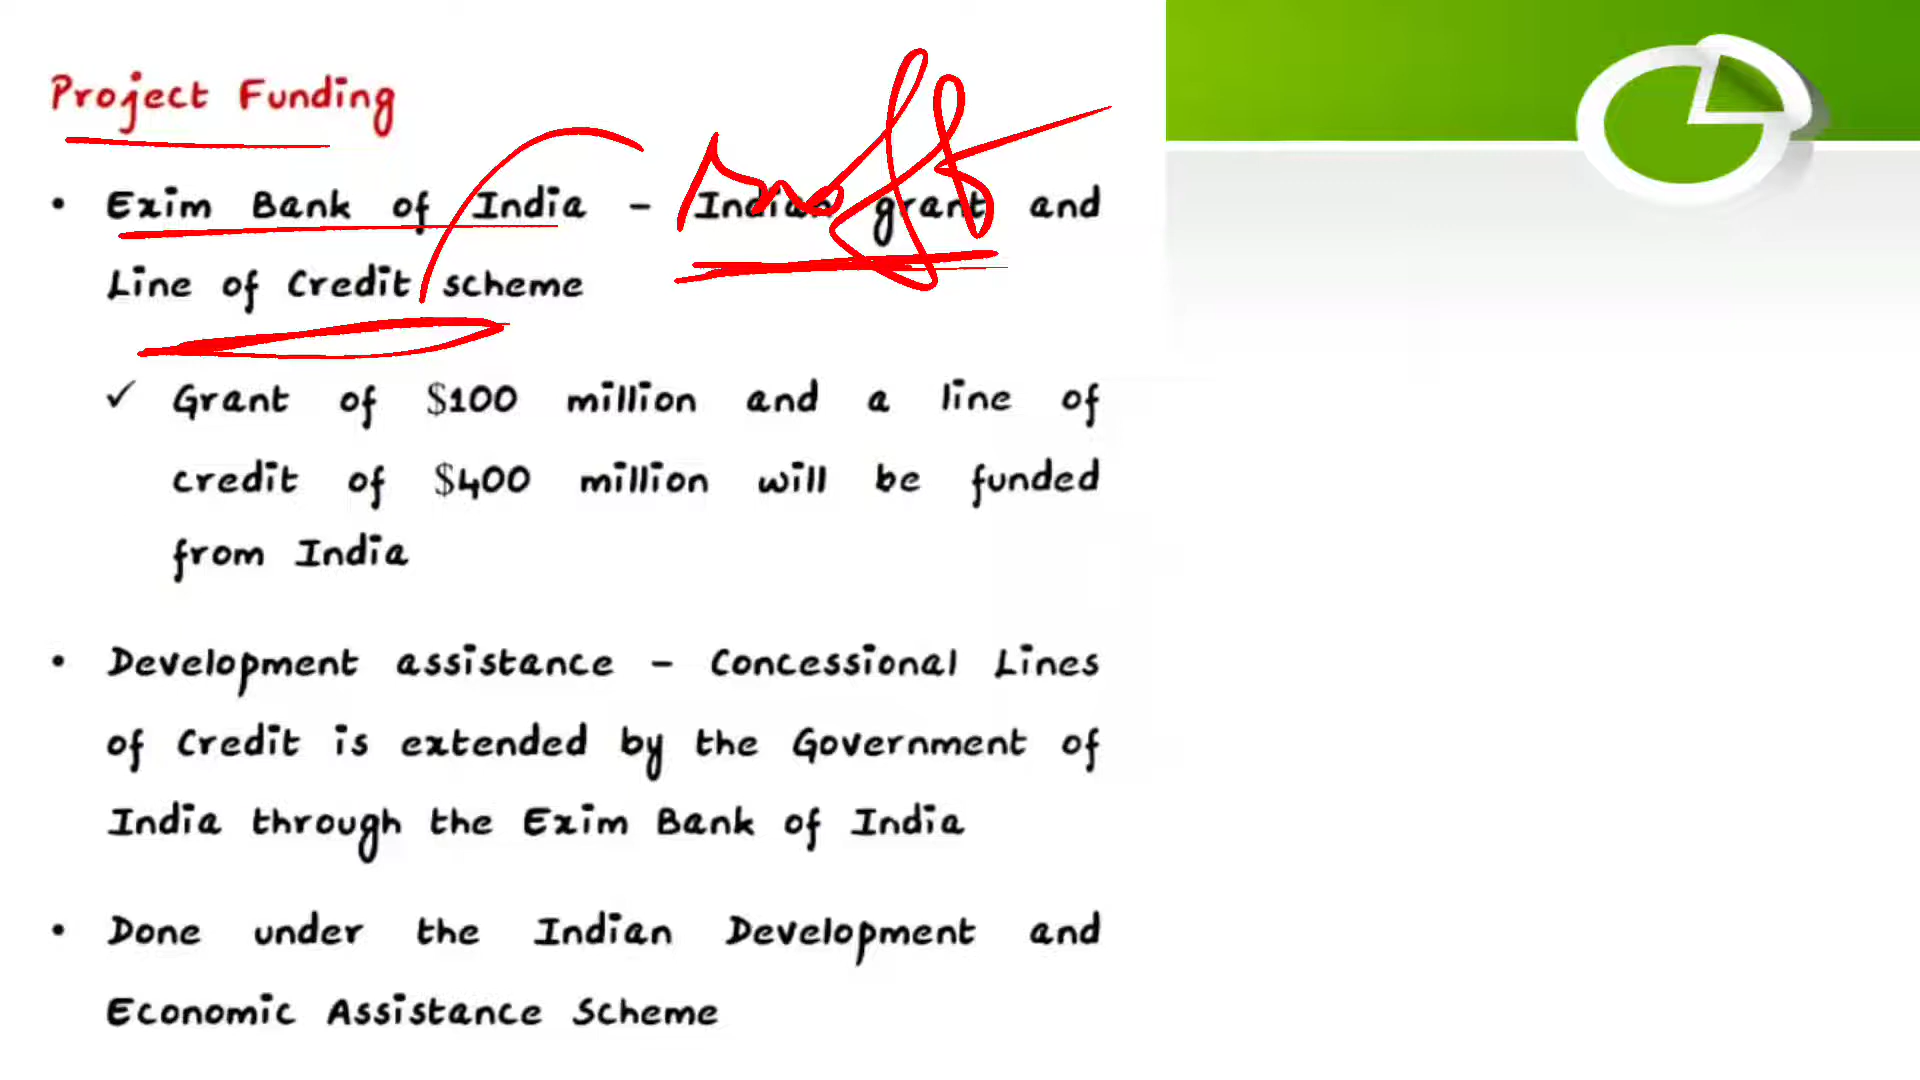 Project Funding
• Exim Bank of India - Indian grant and
Line of Credit scheme
✓ Grant of $100 million and a line of
credit of $400 million will be funded
from India
• Development assistance - Concessional Lines
of Credit is extended by the Government of
India through the Exim Bank of India
• Done under the Indian Development and
Economic Assistance Scheme